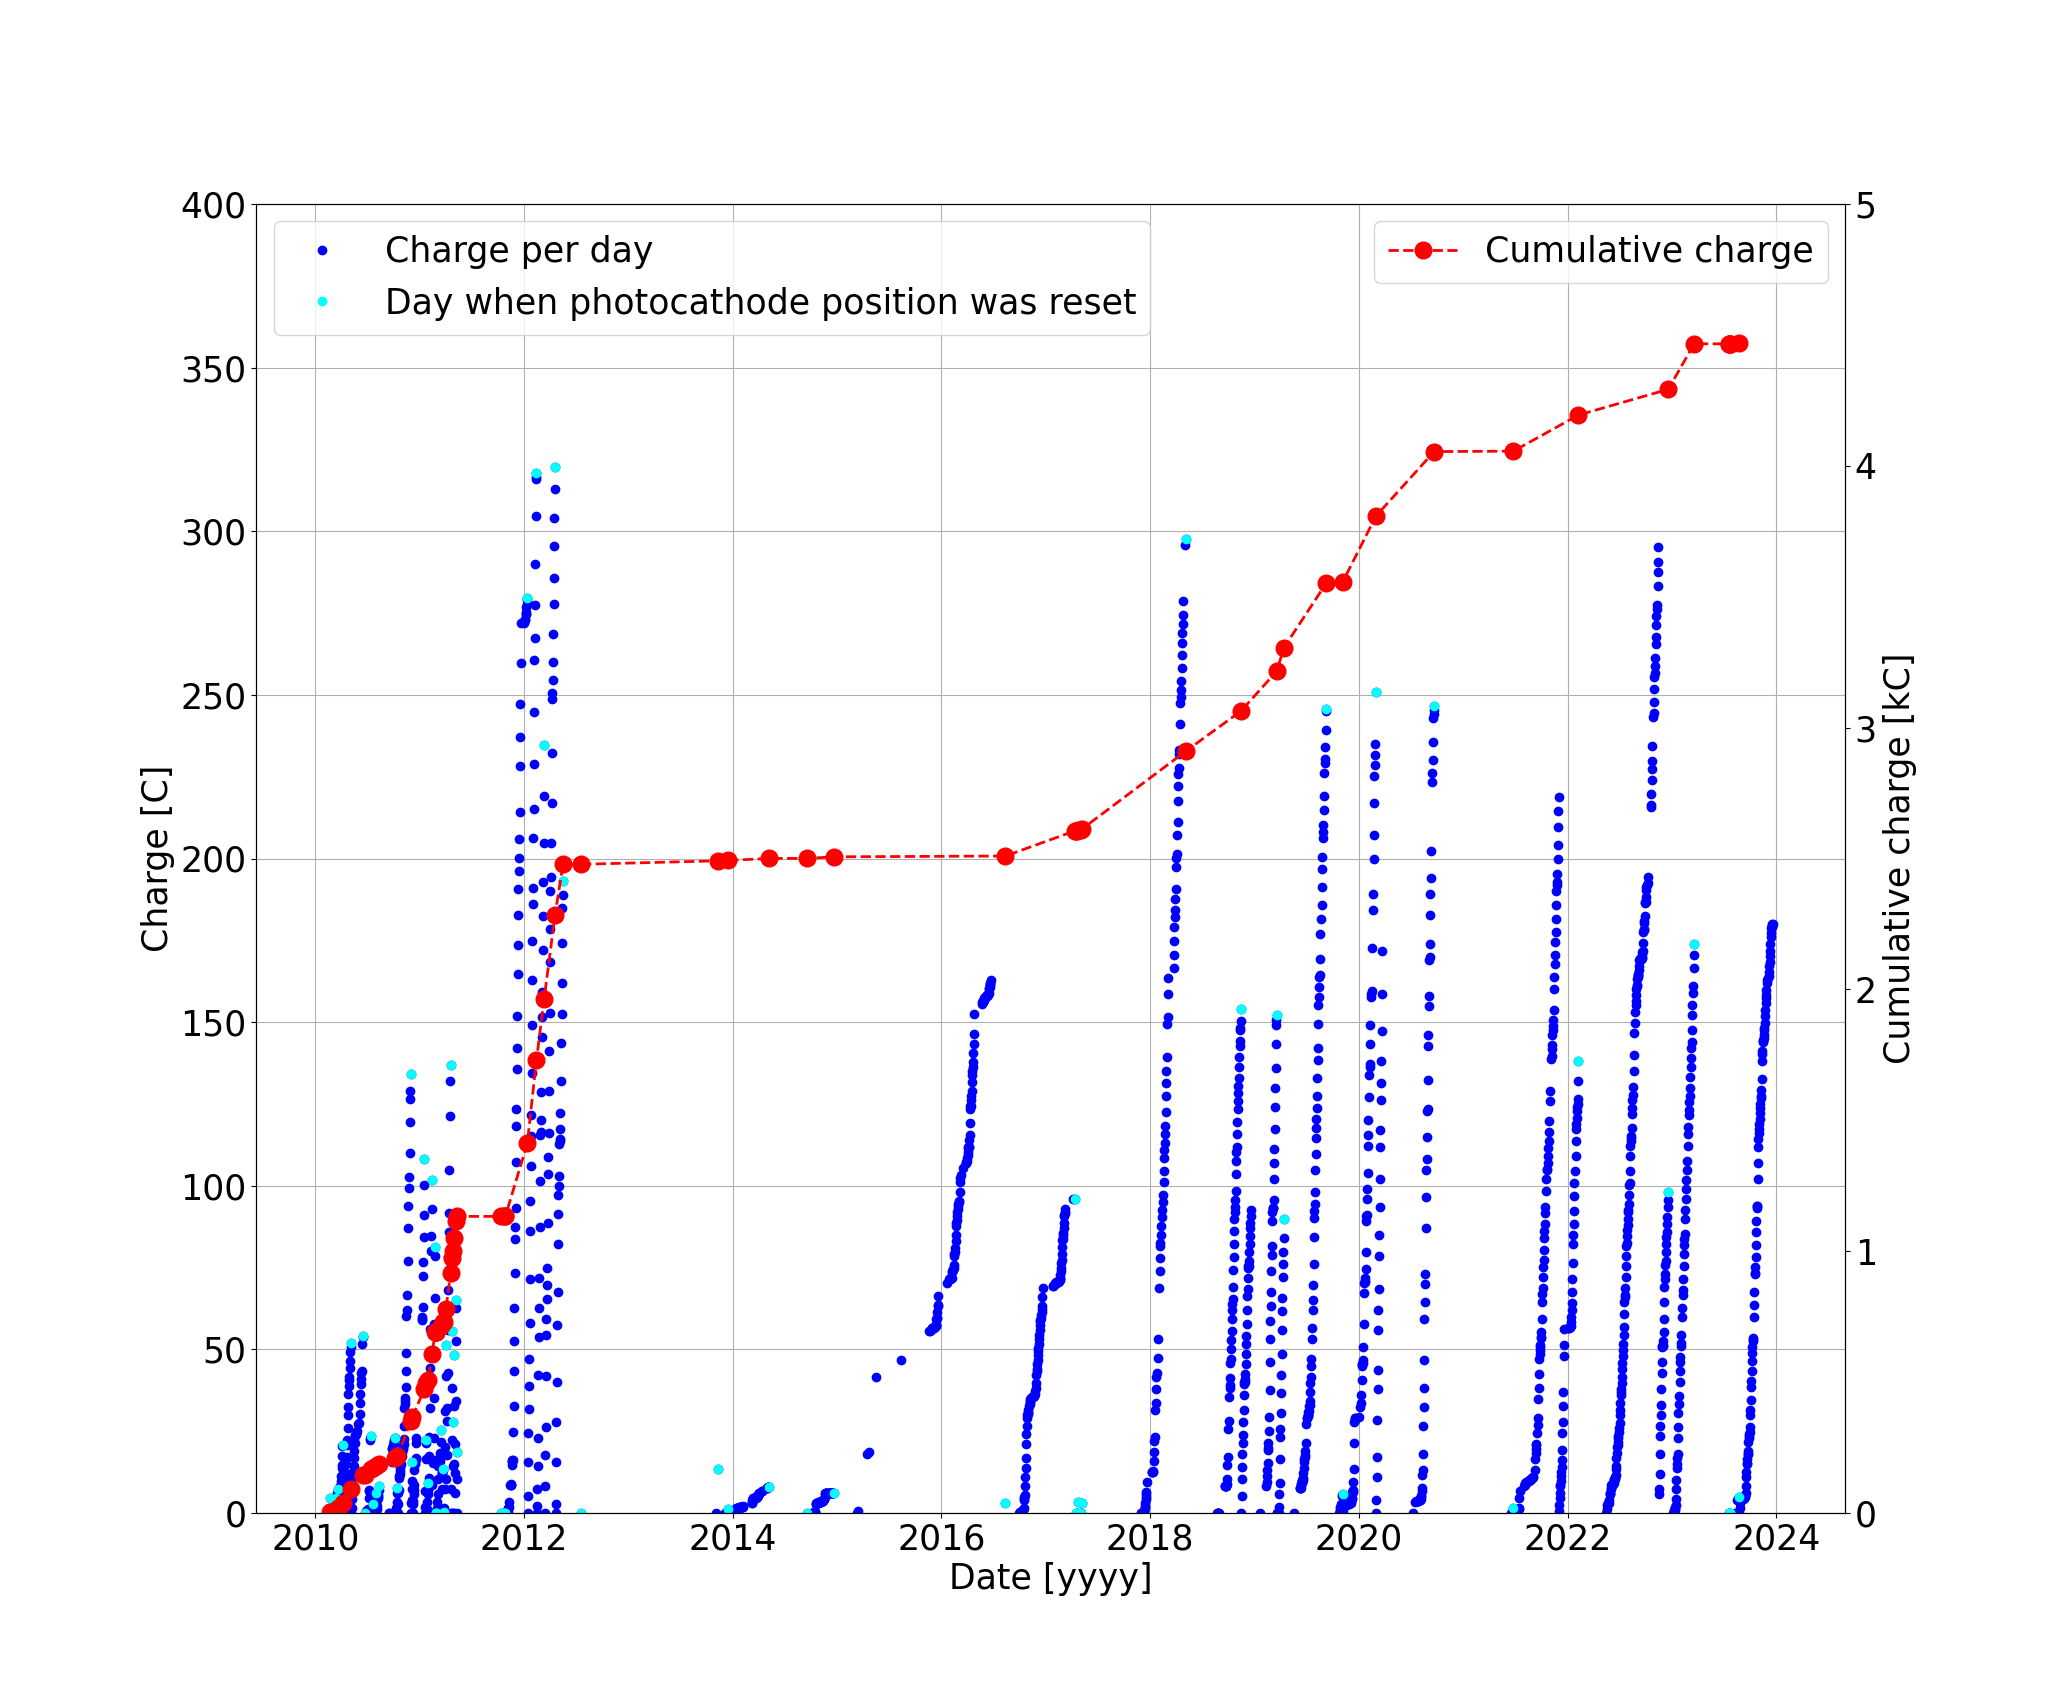 400
350
300
250
200
150
100
50
0
Charge [C]
Charge per day
Day when photocathode position was reset
Cumulative charge
5
4
3
2
1
0
Cumulative charge [kC]
2010 2012 2014 2016 2018 2020 2022 2024
Date [yyyy]